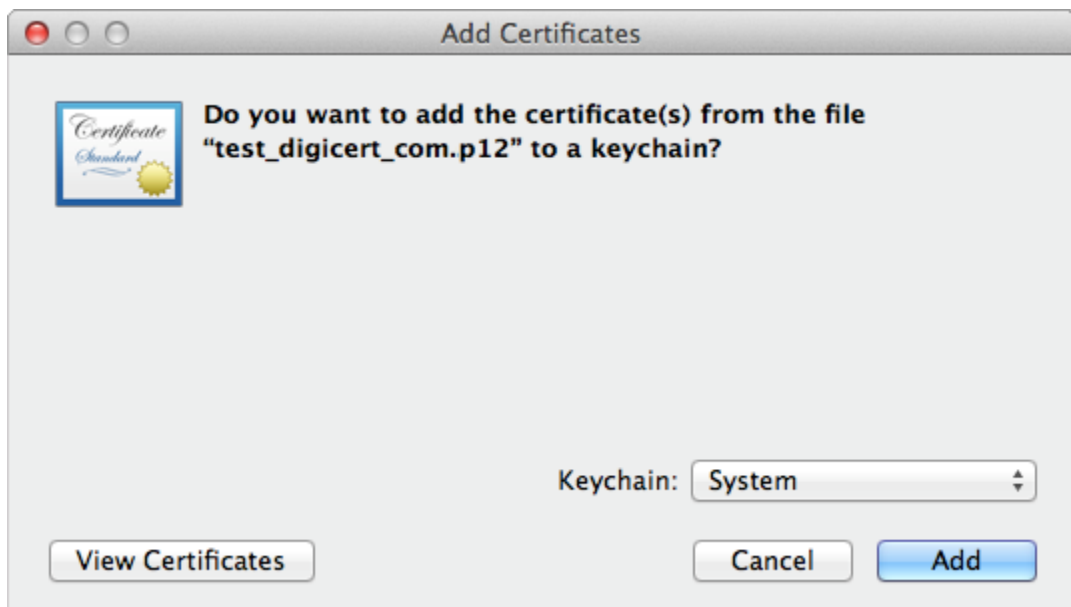 Add Certificates
Certificate
Standard
Do you want to add the certificate(s) from the file
“test_digicert_com.p12” to a keychain?
Keychain: System
View Certificates Cancel Add